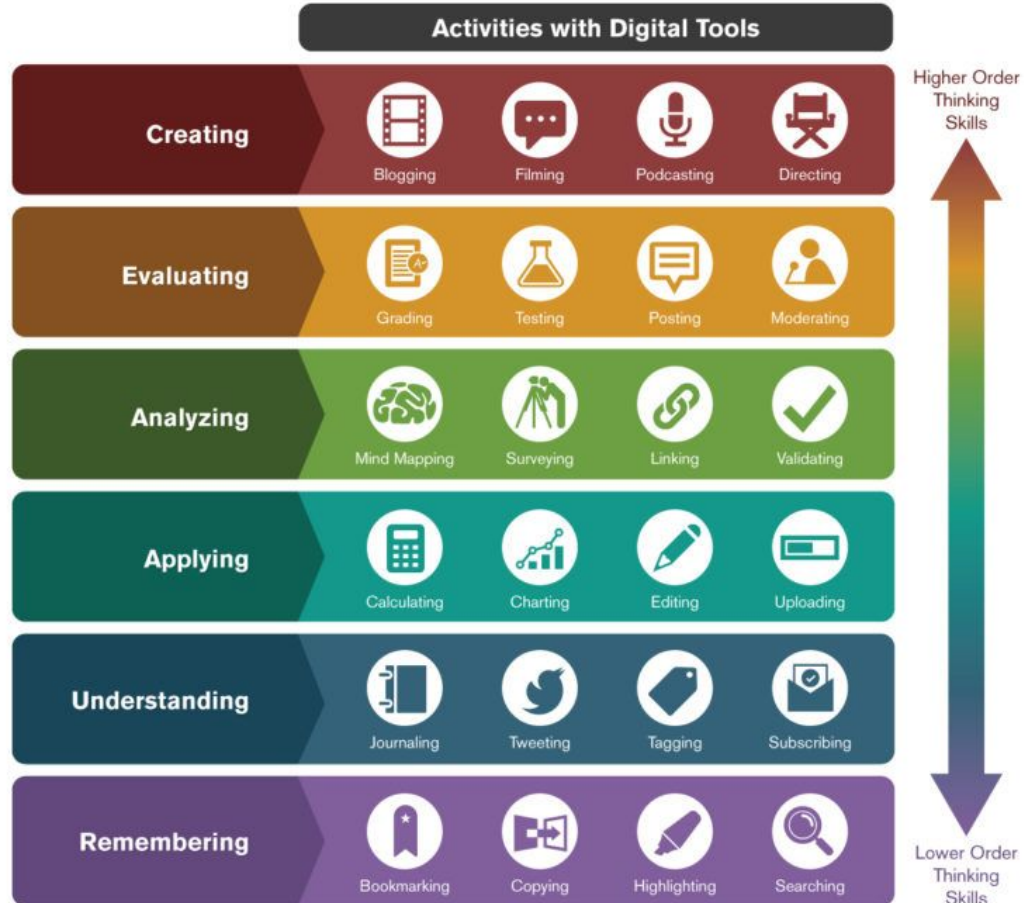 Activities with Digital Tools
Higher Order
Thinking
Skills
Creating
Blogging Filming Podcasting Directing
Evaluating
A+
Grading Testing Posting Moderating
Analyzing
Mind Mapping Surveying Linking Validating
Applying
Calculating Charting Editing Uploading
Understanding
Journaling Tweeting Tagging Subscribing
Remembering
Bookmarking Copying Highlighting Searching
Lower Order
Thinking
Skills